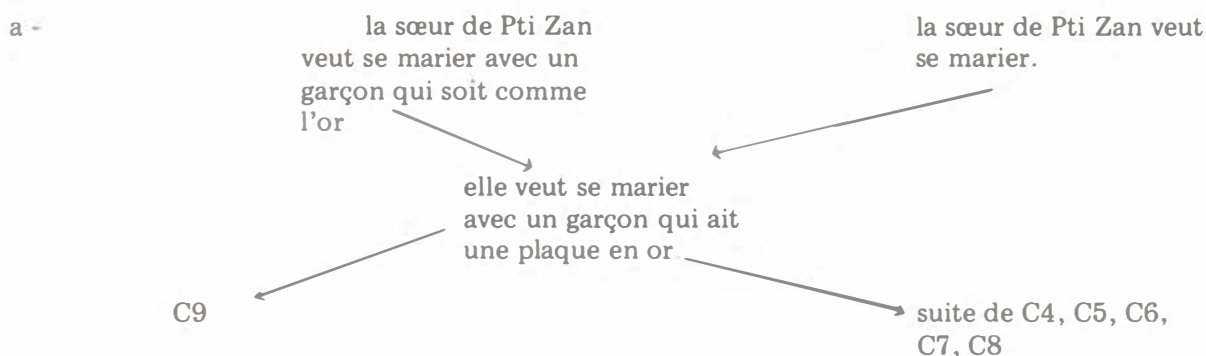 a -
la sœur de Pti Zan
veut se marier avec un
garçon qui soit comme
l'or
la sœur de Pti Zan veut
se marier.
elle veut se marier
avec un garçon qui ait
une plaque en or
C9
suite de C4, C5, C6,
C7, C8